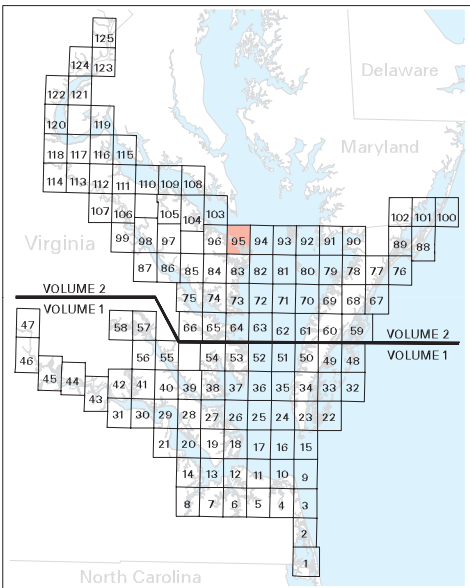 125
124 123
Delaware
122 121
120 119
Maryland
118 117 116 115
114 113 112 111 110 109 108
107 106 105 104 103 102 101 100
99 98 97 96 95 94 93 92 91 90 89 88
Virginia
87 86 85 84 83 82 81 80 79 78 77 76
VOLUME 2
75 74 73 72 71 70 69 68 67
VOLUME 1
47 58 57 66 65 64 63 62 61 60 59
VOLUME 2
46 56 55 54 53 52 51 50 49 48
VOLUME 1
45 44 43 42 41 40 39 38 37 36 35 34 33 32
31 30 29 28 27 26 25 24 23 22
21 20 19 18 17 16 15
14 13 12 11 10 9
8 7 6 5 4 3
2
1
North Carolina